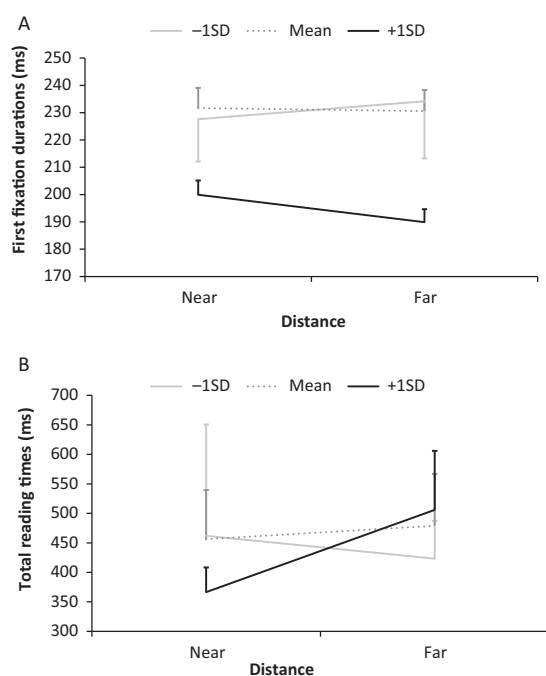 A
–1SD Mean +1SD
First fixation durations (ms)
250
240
230
220
210
200
190
180
170
Near Far
Distance
B
–1SD Mean +1SD
Total reading times (ms)
700
650
600
550
500
450
400
350
300
Near Far
Distance